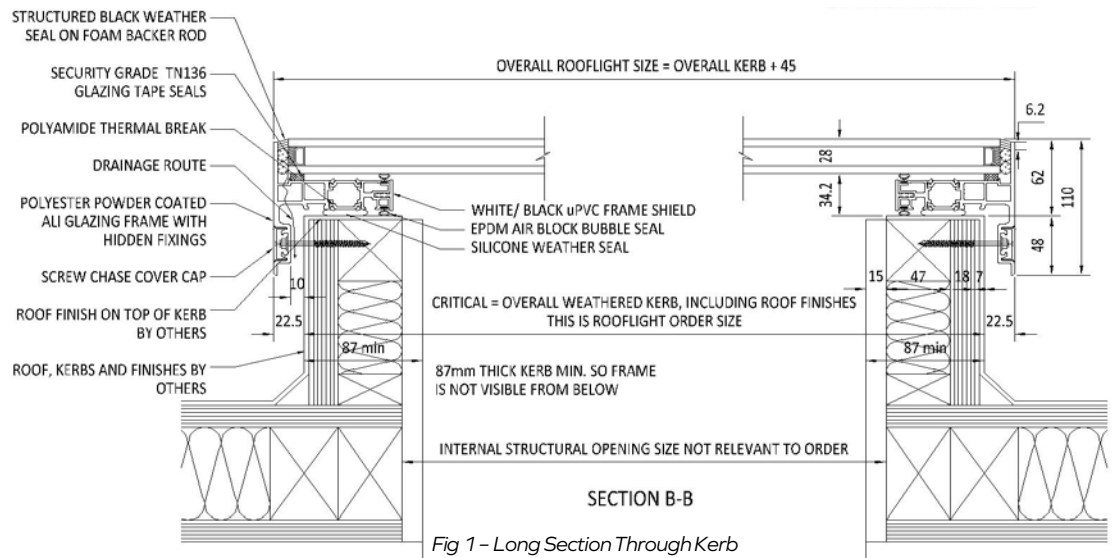 STRUCTURED BLACK WEATHER
SEAL ON FOAM BACKER ROD
SECURITY GRADE TN136
GLAZING TAPE SEALS
POLYAMIDE THERMAL BREAK
DRAINAGE ROUTE
POLYESTER POWDER COATED
ALI GLAZING FRAME WITH
HIDDEN FIXINGS
SCREW CHASE COVER CAP
ROOF FINISH ON TOP OF KERB
BY OTHERS
ROOF, KERBS AND FINISHES BY
OTHERS
OVERALL ROOFLIGHT SIZE = OVERALL KERB + 45
6.2
28
62
110
34.2
48
WHITE/ BLACK uPVC FRAME SHIELD
EPDM AIR BLOCK BUBBLE SEAL
SILICONE WEATHER SEAL
10
15
47
18
7
CRITICAL = OVERALL WEATHERED KERB, INCLUDING ROOF FINISHES
THIS IS ROOFLIGHT ORDER SIZE
22.5
22.5
87 min
87 min
87mm THICK KERB MIN. SO FRAME
IS NOT VISIBLE FROM BELOW
INTERNAL STRUCTURAL OPENING SIZE NOT RELEVANT TO ORDER
SECTION B-B
Fig 1 – Long Section Through Kerb